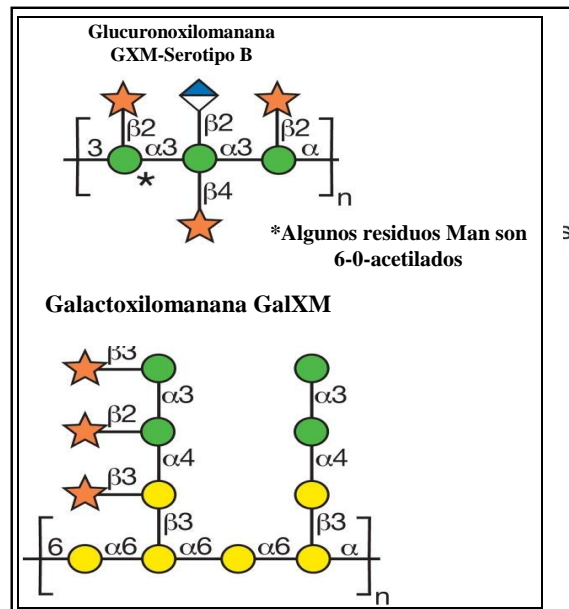 Glucuronoxilomanana
GXM-Serotipo B
β2 β2 β2
3 α3 α3 α
* n
β4
*Algunos residuos Man son
6-0-acetilados
s
Galactoxilomanana GalXM
β3
α3 α3
β2
α4 α4
β3
β3 β3
6 α6 α6 α6 α
n